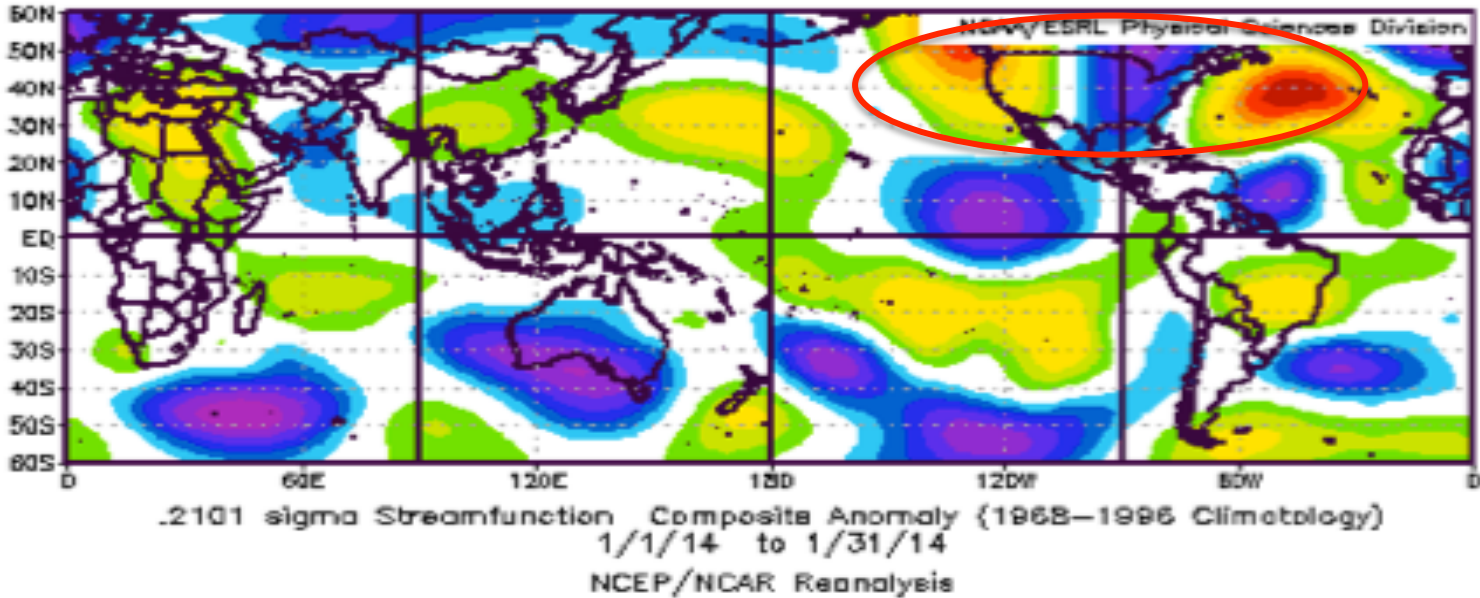 60N
NOAA/ESRL Physical Sciences Division
50N
40N
30N
20N
10N
EQ
10S
20S
30S
40S
50S
60S
0 60E 120E 180 120W 60W 0
.2101 sigma Streamfunction Composite Anomaly (1968-1996 Climatology)
1/1/14 to 1/31/14
NCEP/NCAR Reanalysis